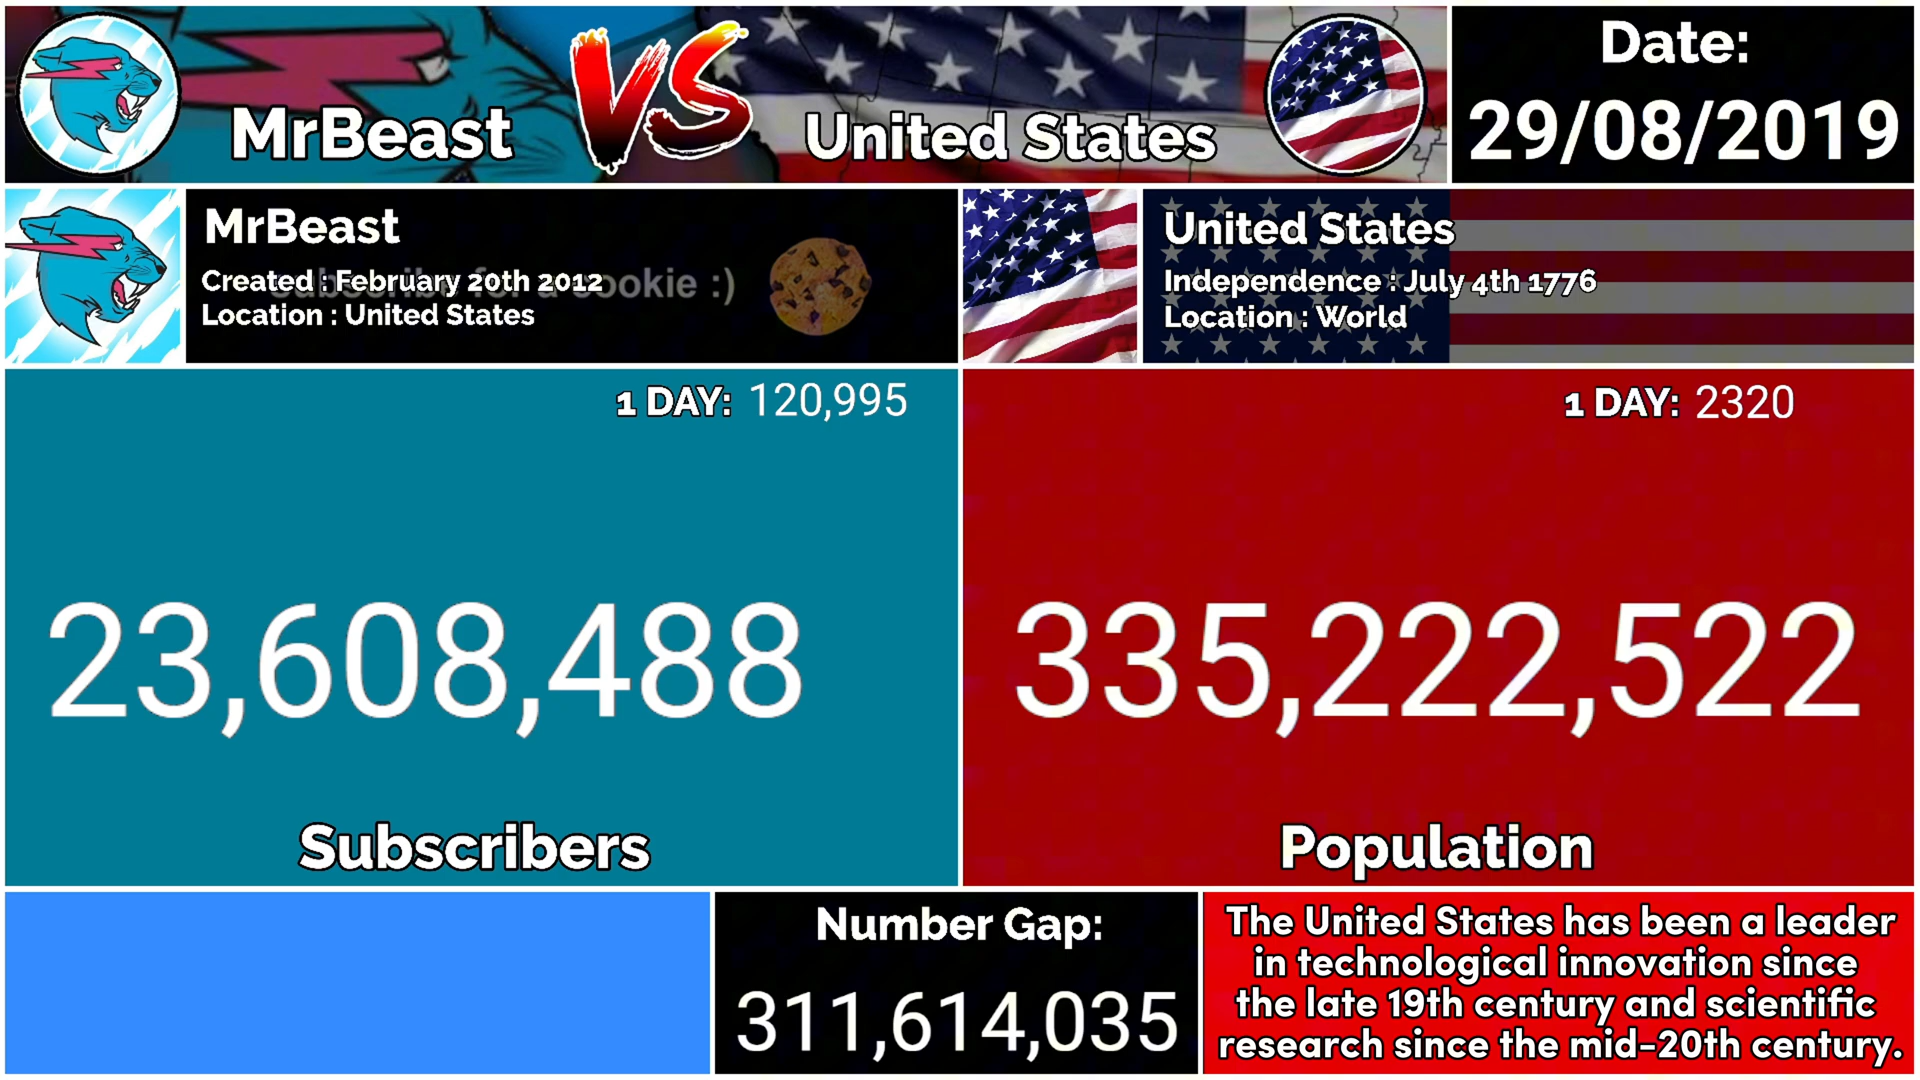 MrBeast
VS
United States
Date:
29/08/2019
MrBeast
Created : February 20th 2012
subscribe for a cookie :)
Location : United States
United States
Independence : July 4th 1776
Location : World
1 DAY: 120,995
23,608,488
Subscribers
1 DAY: 2320
335,222,522
Population
Number Gap:
311,614,035
The United States has been a leader
in technological innovation since
the late 19th century and scientific
research since the mid-20th century.